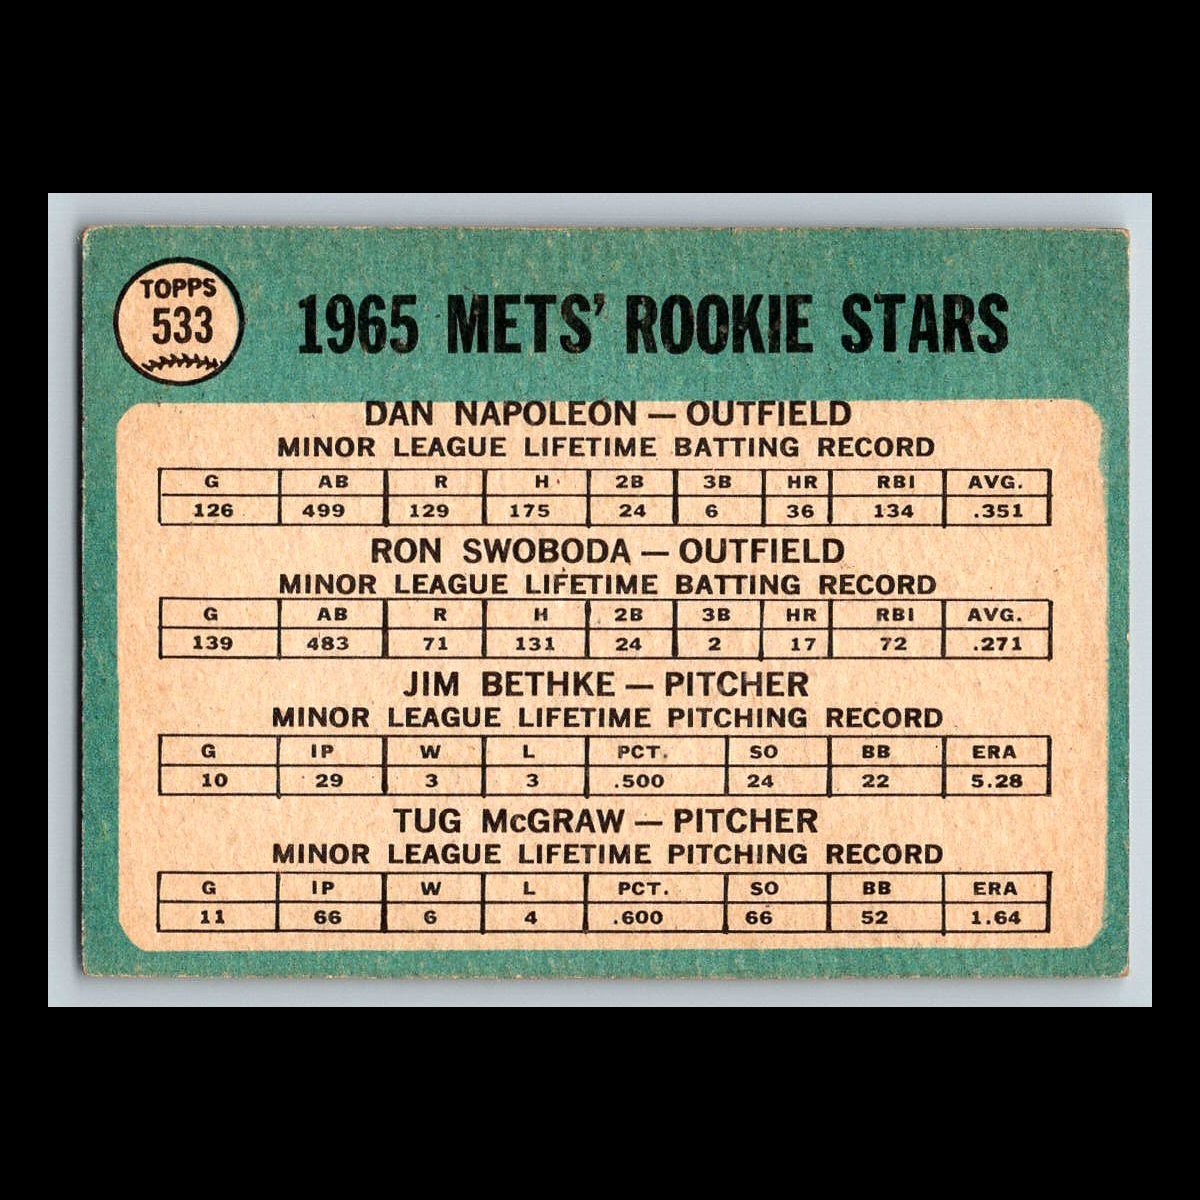 TOPPS
533
1965 METS' ROOKIE STARS
DAN NAPOLEON — OUTFIELD
MINOR LEAGUE LIFETIME BATTING RECORD
G AB R H 2B 3B HR RBI AVG.
126 499 129 175 24 6 36 134 .351
RON SWOBODA — OUTFIELD
MINOR LEAGUE LIFETIME BATTING RECORD
G AB R H 2B 3B HR RBI AVG.
139 483 71 131 24 2 17 72 .271
JIM BETHKE — PITCHER
MINOR LEAGUE LIFETIME PITCHING RECORD
G IP W L PCT. SO BB ERA
10 29 3 3 .500 24 22 5.28
TUG McGRAW — PITCHER
MINOR LEAGUE LIFETIME PITCHING RECORD
G IP W L PCT. SO BB ERA
11 66 6 4 .600 66 52 1.64